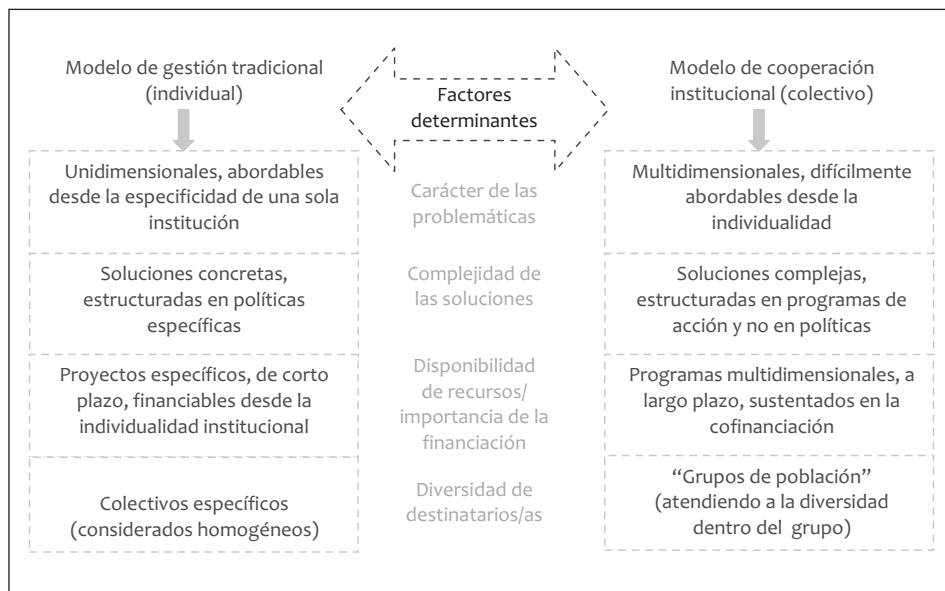 Modelo de gestión tradicional
(individual)
Factores
determinantes
Modelo de cooperación
institucional (colectivo)
Unidimensionales, abordables
desde la especificidad de una sola
institución
Carácter de las
problemáticas
Multidimensionales, difícilmente
abordables desde la
individualidad
Soluciones concretas,
estructuradas en políticas
específicas
Complejidad de
las soluciones
Soluciones complejas,
estructuradas en programas de
acción y no en políticas
Proyectos específicos, de corto
plazo, financiables desde la
individualidad institucional
Disponibilidad
de recursos/
importancia de la
financiación
Programas multidimensionales, a
largo plazo, sustentados en la
cofinanciación
Colectivos específicos
(considerados homogéneos)
Diversidad de
destinatarios/as
“Grupos de población”
(atendiendo a la diversidad
dentro del grupo)